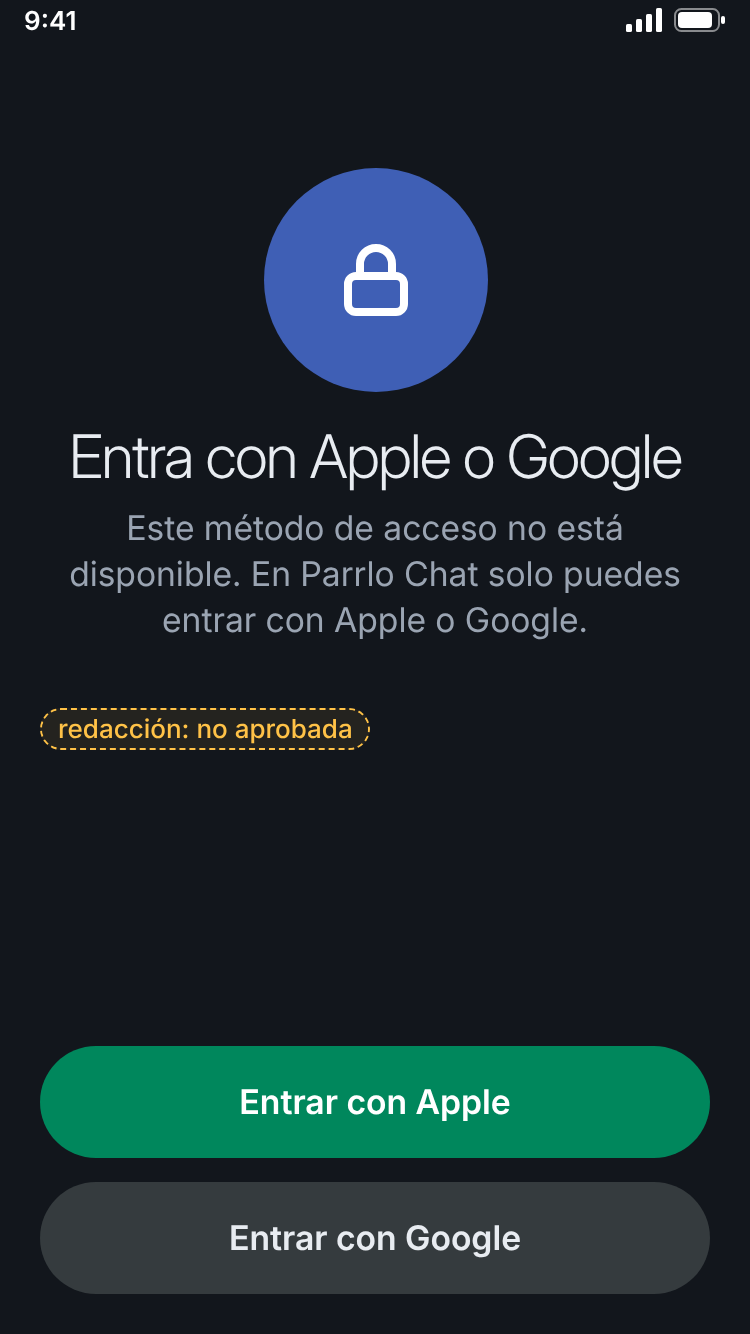 9:41
Entra con Apple o Google
Este método de acceso no está
disponible. En Parrlo Chat solo puedes
entrar con Apple o Google.
redacción: no aprobada
Entrar con Apple
Entrar con Google